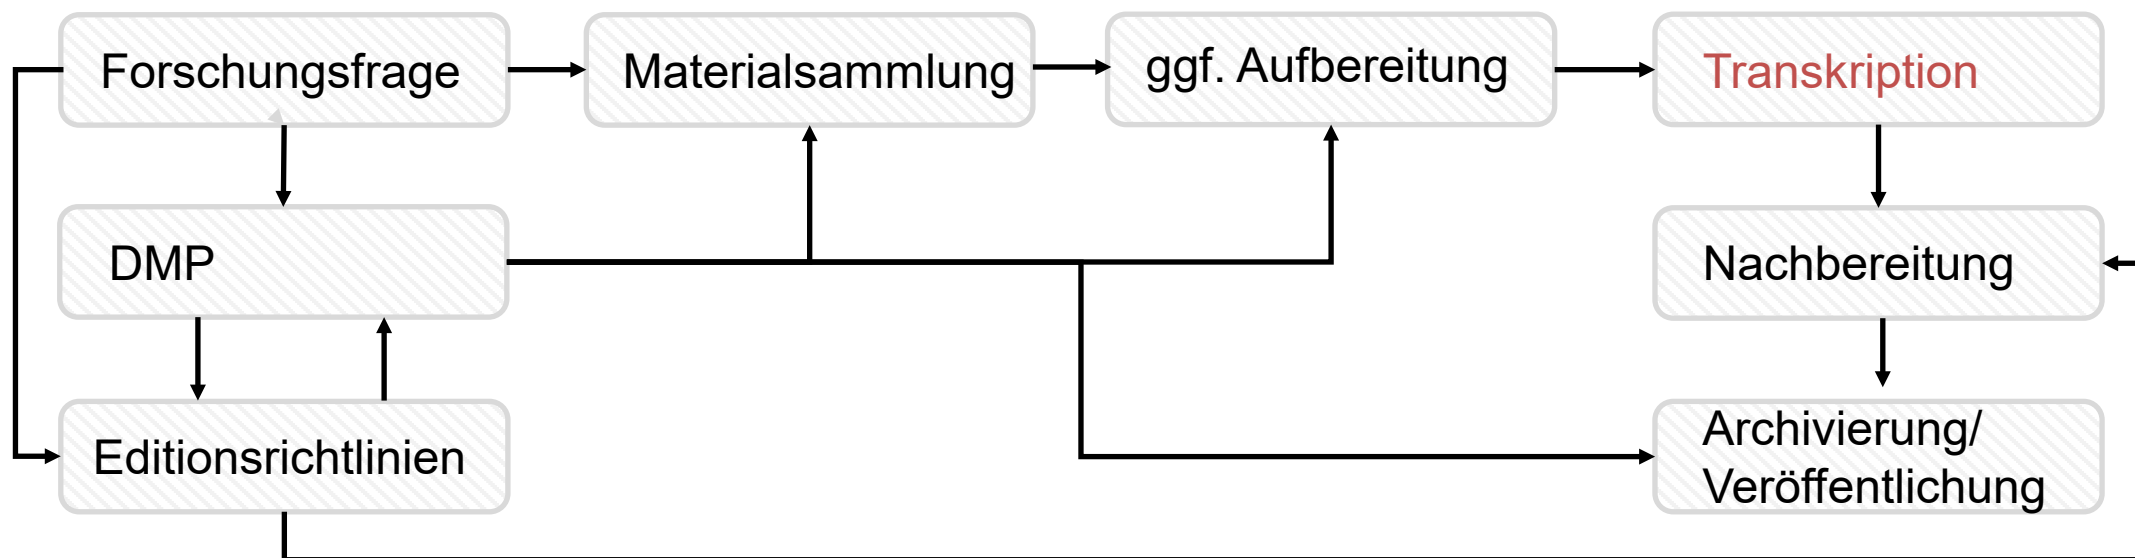 Forschungsfrage
Materialsammlung
ggf. Aufbereitung
Transkription
DMP
Nachbereitung
Editionsrichtlinien
Archivierung/
Veröffentlichung